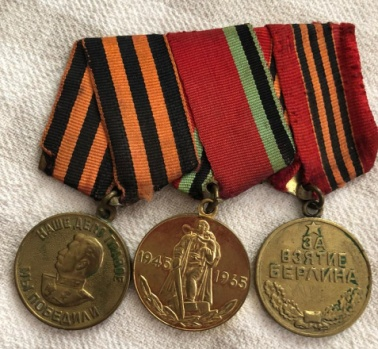 НАШЕ ДЕЛО ПРАВОЕ
МЫ ПОБЕДИЛИ
1945 1965
ЗА
ВЗЯТИЕ
БЕРЛИНА